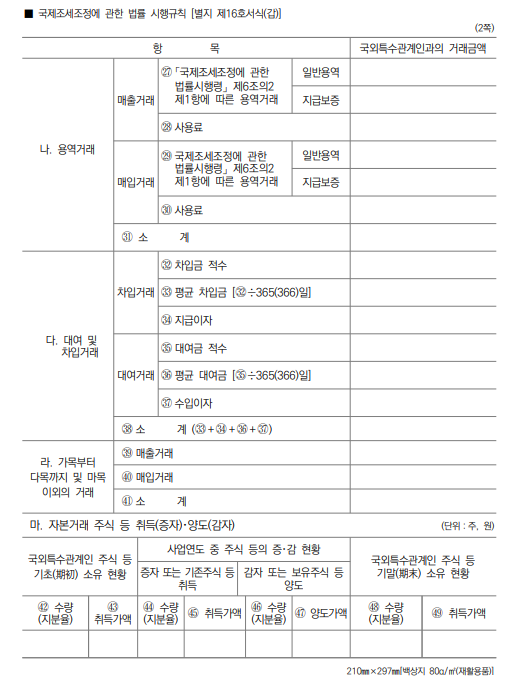 ■ 국제조세조정에 관한 법률 시행규칙 [별지 제16호서식(갑)]
(2쪽)
항 목 국외특수관계인과의 거래금액
나. 용역거래
매출거래
㉗「국제조세조정에 관한
법률시행령」 제6조의2
제1항에 따른 용역거래
일반용역
지급보증
㉘ 사용료
매입거래
㉙ 국제조세조정에 관한
법률시행령」 제6조의2
제1항에 따른 용역거래
일반용역
지급보증
㉚ 사용료
㉛ 소 계
다. 대여 및
차입거래
차입거래
㉜ 차입금 적수
㉝ 평균 차입금 [㉜÷365(366)일]
㉞ 지급이자
대여거래
㉟ 대여금 적수
㊱ 평균 대여금 [㉟÷365(366)일]
㊲ 수입이자
㊳ 소 계 (㉝+㉞+㊱+㊲)
라. 가목부터
다목까지 및 마목
이외의 거래
㊴ 매출거래
㊵ 매입거래
㊶ 소 계
마. 자본거래 주식 등 취득(증자)·양도(감자) (단위 : 주, 원)
국외특수관계인 주식 등
기초(期初) 소유 현황
사업연도 중 주식 등의 증·감 현황
증자 또는 기존주식 등
취득
감자 또는 보유주식 등
양도
국외특수관계인 주식 등
기말(期末) 소유 현황
㊷ 수량
(지분율)
㊸
취득가액
㊹ 수량
(지분율)
㊺ 취득가액
㊻ 수량
(지분율)
㊼ 양도가액
㊽ 수량
(지분율)
㊾ 취득가액
210㎜×297㎜[백상지 80g/㎡(재활용품)]